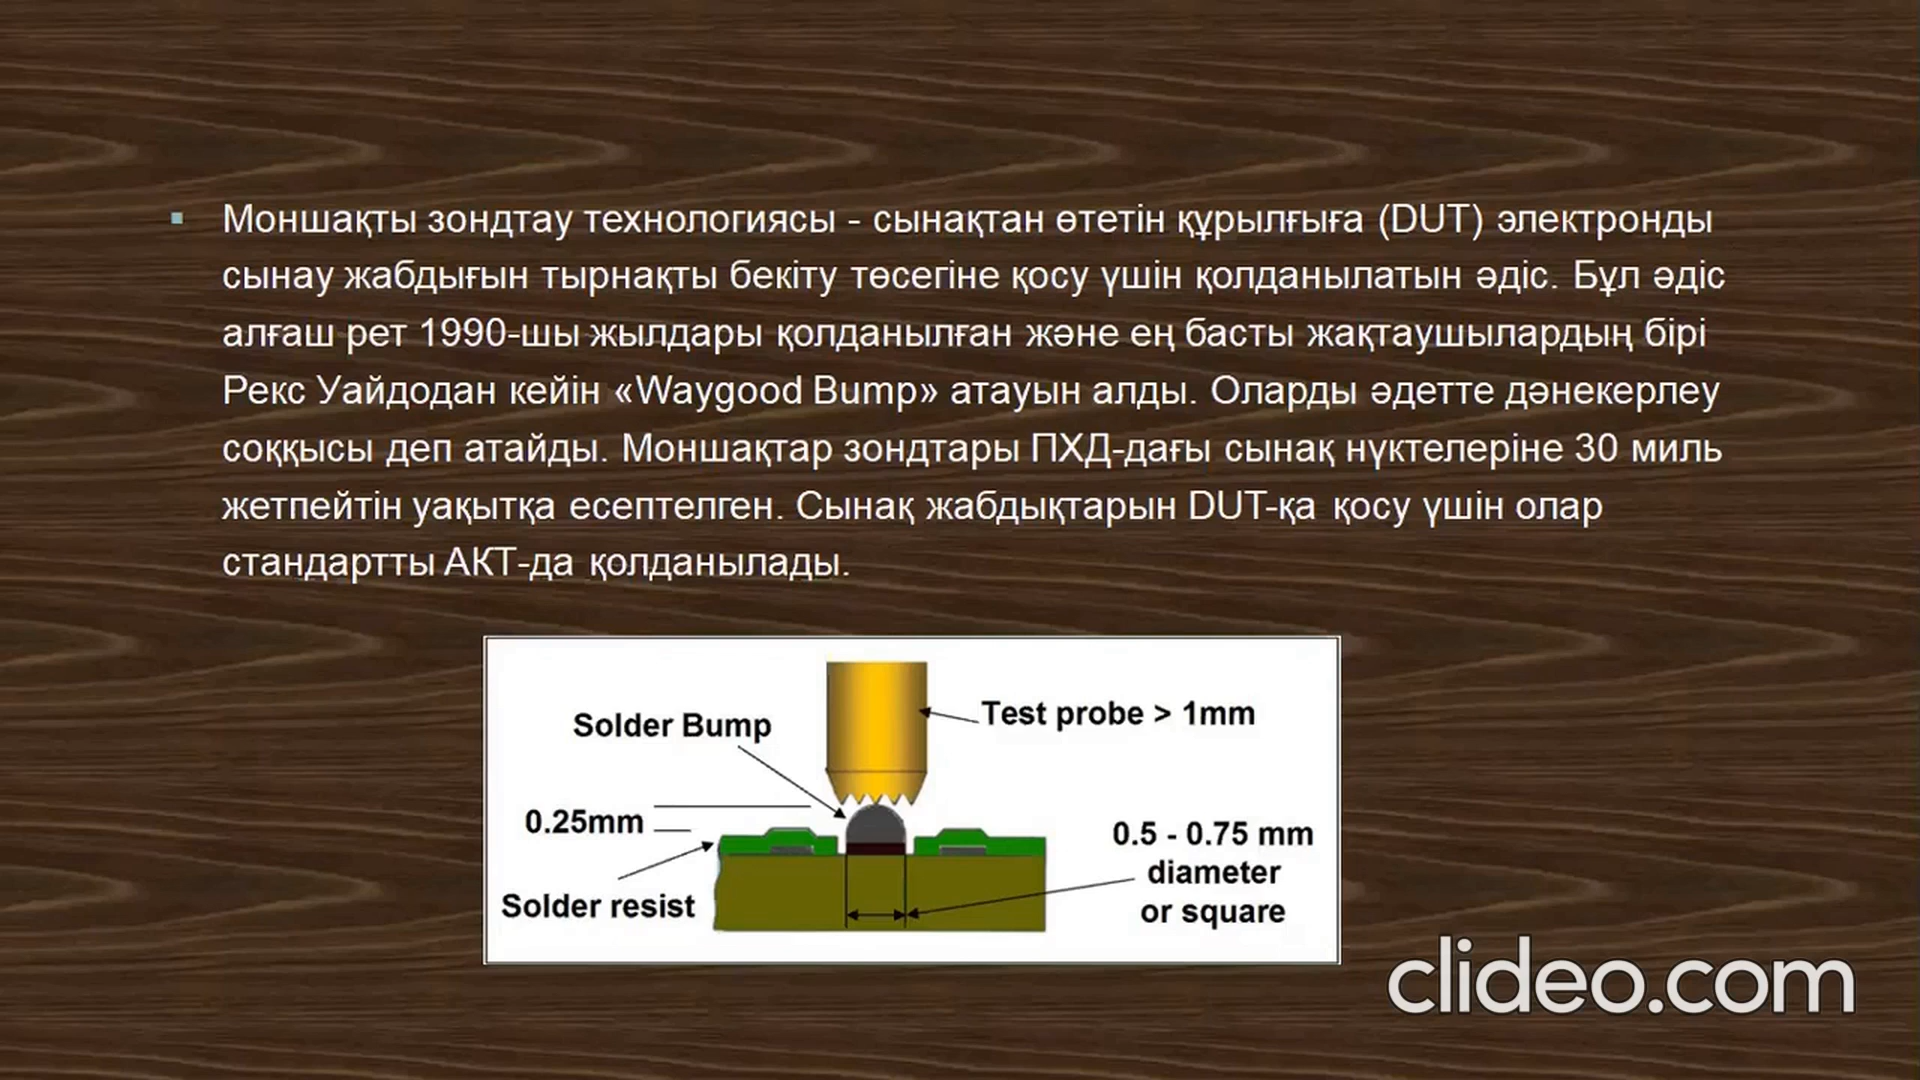 Моншақты зондтау технологиясы - сынақтан өтетін құрылғыға (DUT) электронды
сынау жабдығын тырнақты бекіту төсегіне қосу үшін қолданылатын әдіс. Бұл әдіс
алғаш рет 1990-шы жылдары қолданылған және ең басты жақтаушылардың бірі
Рекс Уайдодан кейін «Waygood Bump» атауын алды. Оларды әдетте дәнекерлеу
соққысы деп атайды. Моншақтар зондтары ПХД-дағы сынақ нүктелеріне 30 миль
жетпейтін уақытқа есептелген. Сынақ жабдықтарын DUT-қа қосу үшін олар
стандартты АКТ-да қолданылады.
Test probe > 1mm
Solder Bump
0.25mm
Solder resist
0.5 - 0.75 mm
diameter
or square
clideo.com